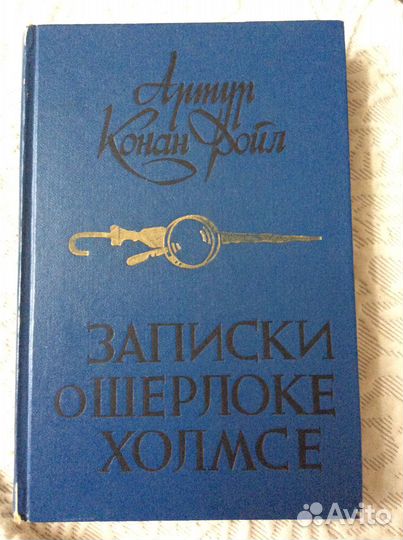 Артур
Конан Дойл
ЗАПИСКИ
О ШЕРЛОКЕ
ХОЛМСЕ
Avito